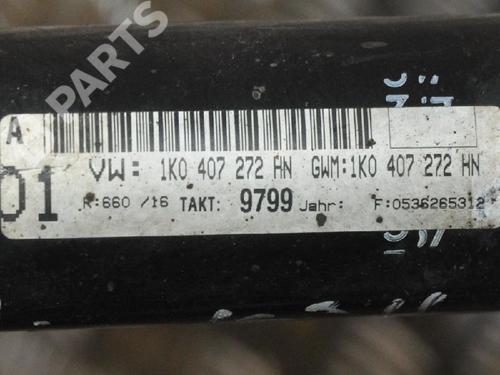 B PARTS
A
01
VW: 1K0 407 272 HN GWM:1K0 407 272 HN
R:660 /16 TAKT: 9799 Jahr: F:0536265312